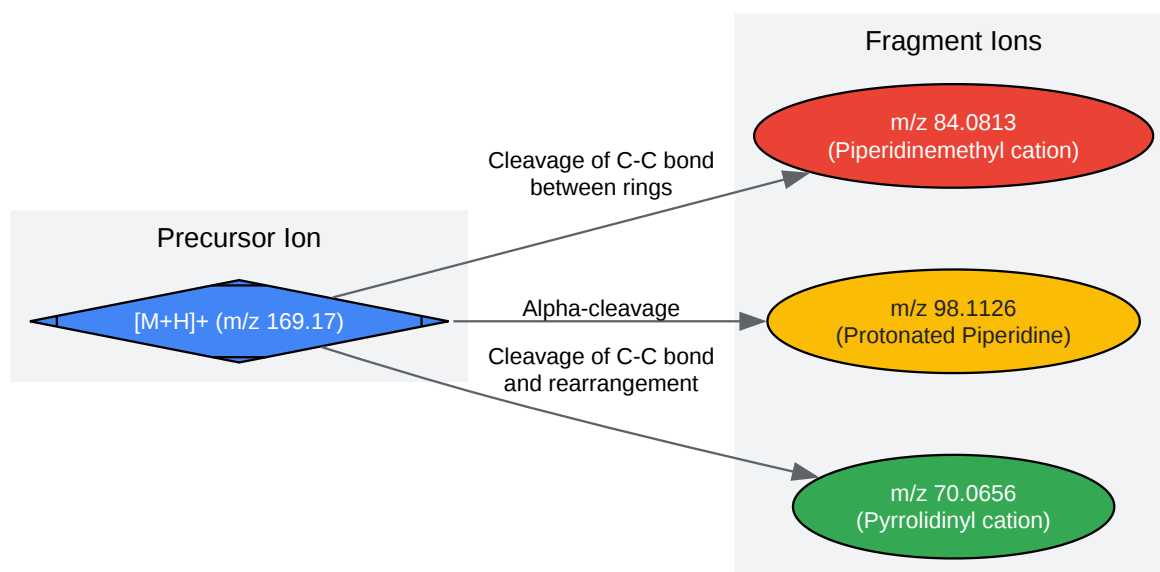 Fragment Ions
m/z 84.0813
(Piperidinemethyl cation)
Cleavage of C-C bond
between rings
Precursor Ion
[M+H]+ (m/z 169.17)
Alpha-cleavage
m/z 98.1126
(Protonated Piperidine)
Cleavage of C-C bond
and rearrangement
m/z 70.0656
(Pyrrolidinyl cation)